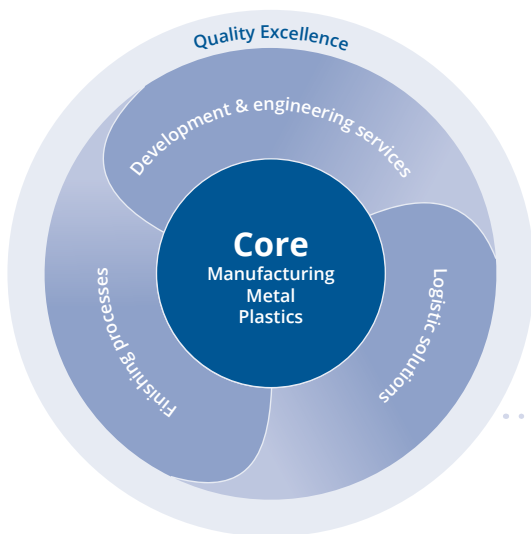 Quality Excellence
Development & engineering services
Core
Manufacturing
Metal
Plastics
Finishing processes
Logistic solutions